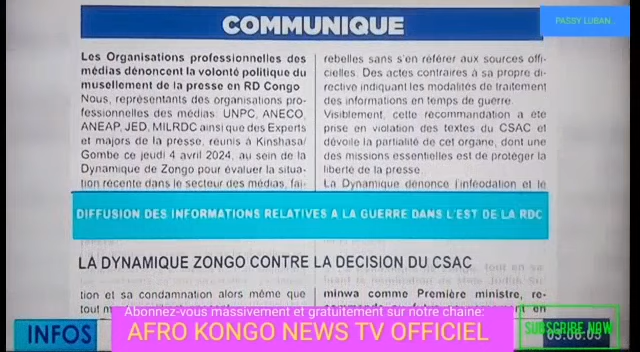 COMMUNIQUE
PASSY LUBAN .
Les Organisations professionnelles des
médias dénoncent la volonté politique du
musellement de la presse en RD Congo
Nous, représentants des organisations pro-
fessionnelles des médias: UNPC, ANECO,
ANEAP, JED, MILRDC ainsi que des Experts
et majors de la presse, réunis à Kinshasa/
Gombe ce jeudi 4 avril 2024, au sein de la
Dynamique de Zongo pour évaluer la situa-
tion récente dans le secteur des médias, fai-
rebelles sans s'en référer aux sources offi-
cielles. Des actes contraires à sa propre di-
rective indiquant les modalités de traitement
des informations en temps de guerre.
Visiblement, cette recommandation a été
prise en violation des textes du CSAC et
dévoile la partialité de cet organe, dont une
des missions essentielles est de protéger la
liberté de la presse.
La Dynamique dénonce l'inféodation et le
DIFFUSION DES INFORMATIONS RELATIVES A LA GUERRE DANS L'EST DE LA RDC
LA DYNAMIQUE ZONGO CONTRE LA DECISION DU CSAC
tion et sa condamnation alors même que
tout
minwa comme Première ministre, re-
en
INFOS
Abonnez-vous massivement et gratuitement sur notre chaine:
AFRO KONGO NEWS TV OFFICIEL
SUBSCRIBE NOW